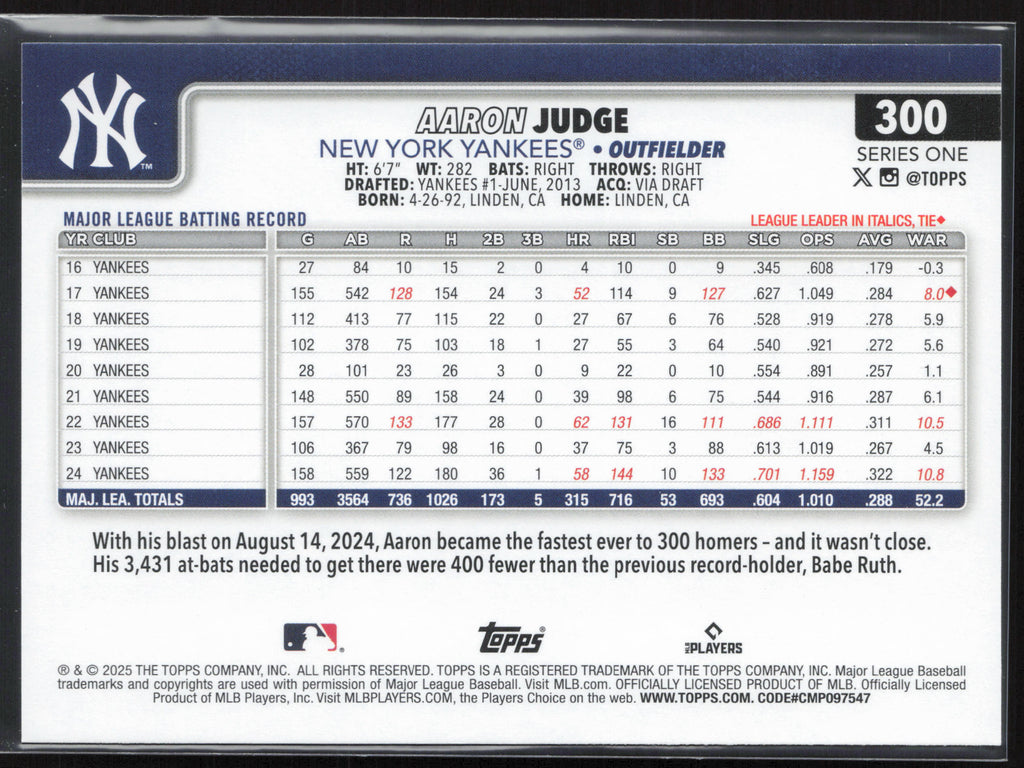 NY
TM
AARON JUDGE
300
NEW YORK YANKEES® • OUTFIELDER
SERIES ONE
HT: 6'7" WT: 282 BATS: RIGHT THROWS: RIGHT
X @TOPPS
DRAFTED: YANKEES #1-JUNE, 2013 ACQ: VIA DRAFT
BORN: 4-26-92, LINDEN, CA HOME: LINDEN, CA
MAJOR LEAGUE BATTING RECORD
LEAGUE LEADER IN ITALICS, TIE◆
YR CLUB G AB R H 2B 3B HR RBI SB BB SLG OPS AVG WAR
16 YANKEES 27 84 10 15 2 0 4 10 0 9 .345 .608 .179 -0.3
17 YANKEES 155 542 128 154 24 3 52 114 9 127 .627 1.049 .284 8.0◆
18 YANKEES 112 413 77 115 22 0 27 67 6 76 .528 .919 .278 5.9
19 YANKEES 102 378 75 103 18 1 27 55 3 64 .540 .921 .272 5.6
20 YANKEES 28 101 23 26 3 0 9 22 0 10 .554 .891 .257 1.1
21 YANKEES 148 550 89 158 24 0 39 98 6 75 .544 .916 .287 6.1
22 YANKEES 157 570 133 177 28 0 62 131 16 111 .686 1.111 .311 10.5
23 YANKEES 106 367 79 98 16 0 37 75 3 88 .613 1.019 .267 4.5
24 YANKEES 158 559 122 180 36 1 58 144 10 133 .701 1.159 .322 10.8
MAJ. LEA. TOTALS 993 3564 736 1026 173 5 315 716 53 693 .604 1.010 .288 52.2
With his blast on August 14, 2024, Aaron became the fastest ever to 300 homers – and it wasn't close.
His 3,431 at-bats needed to get there were 400 fewer than the previous record-holder, Babe Ruth.
Topps®
MLB PLAYERS
® & © 2025 THE TOPPS COMPANY, INC. ALL RIGHTS RESERVED. TOPPS IS A REGISTERED TRADEMARK OF THE TOPPS COMPANY, INC. Major League Baseball
trademarks and copyrights are used with permission of Major League Baseball. Visit MLB.com. OFFICIALLY LICENSED PRODUCT OF MLB. Officially Licensed
Product of MLB Players, Inc. Visit MLBPLAYERS.COM, the Players Choice on the web. WWW.TOPPS.COM. CODE#CMP097547